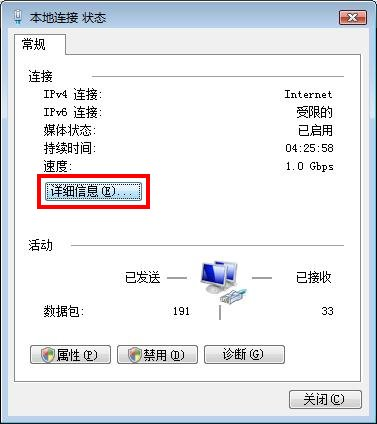 本地连接 状态
常规
连接
IPv4 连接: Internet
IPv6 连接: 受限的
媒体状态: 已启用
持续时间: 04:25:58
速度: 1.0 Gbps
详细信息(E)...
活动
已发送 — — 已接收
数据包: 191 | 33
属性(P) 禁用(D) 诊断(G)
关闭(C)